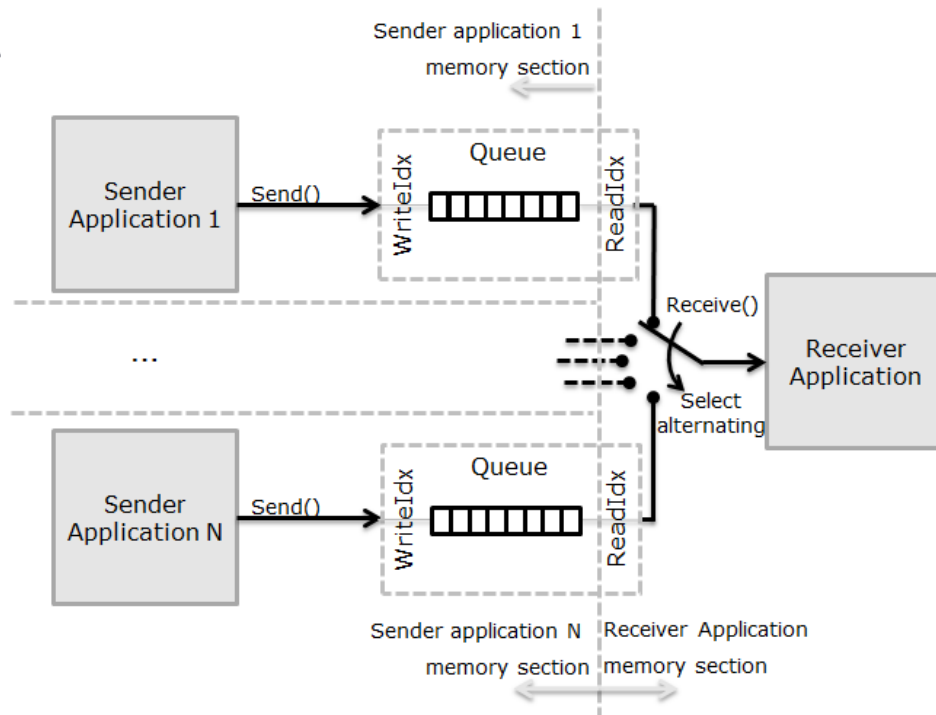 Sender application 1
memory section
Sender
Application 1
Send()
WriteIdx
Queue
ReadIdx
...
Receive()
Select
alternating
Receiver
Application
Sender
Application N
Send()
WriteIdx
Queue
ReadIdx
Sender application N
memory section
Receiver Application
memory section